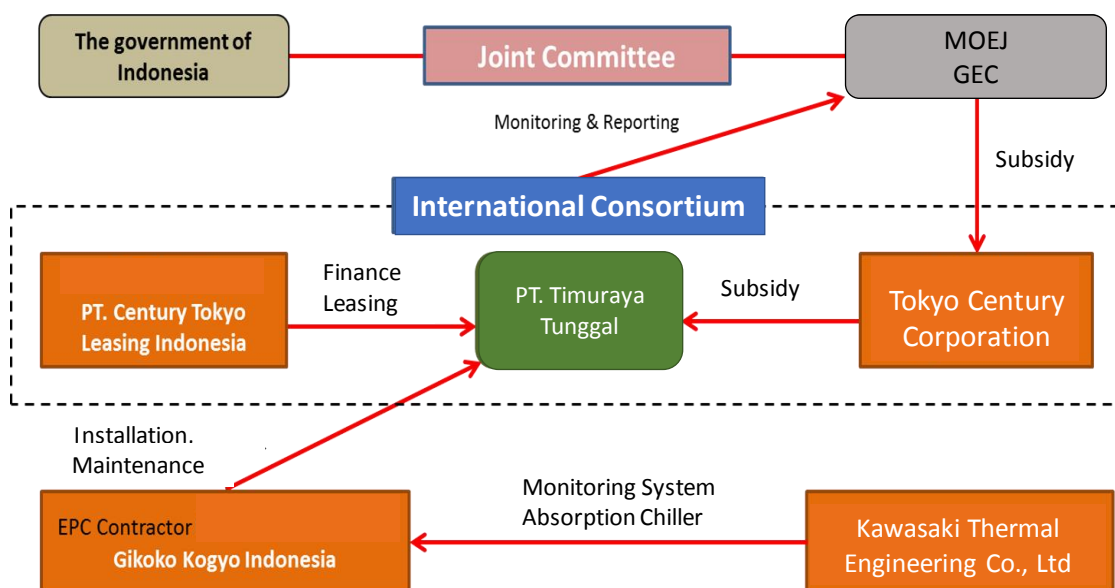 The government of
Indonesia
Joint Committee
MOEJ
GEC
Monitoring & Reporting
Subsidy
International Consortium
PT. Century Tokyo
Leasing Indonesia
Finance
Leasing
PT. Timuraya
Tunggal
Subsidy
Tokyo Century
Corporation
Installation.
Maintenance
EPC Contractor
Gikoko Kogyo Indonesia
Monitoring System
Absorption Chiller
Kawasaki Thermal
Engineering Co., Ltd